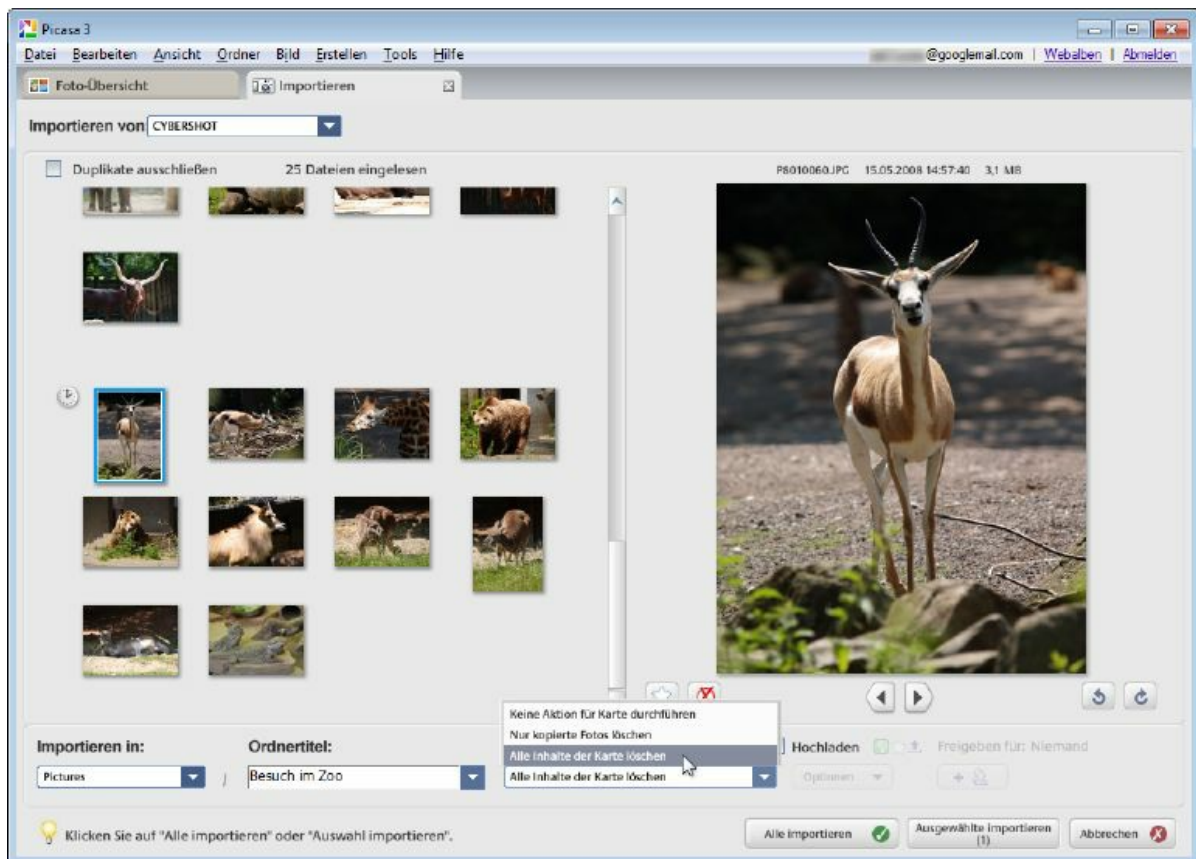 Picasa 3
Datei Bearbeiten Ansicht Ordner Bild Erstellen Tools Hilfe
@googlemail.com | Webalben | Abmelden
Foto-Übersicht
Importieren
Importieren von CYBERSHOT
Duplikate ausschließen
25 Dateien eingelesen
P8010060.JPG 15.05.2008 14:57:40 3,1 MB
Keine Aktion für Karte durchführen
Nur kopierte Fotos löschen
Alle Inhalte der Karte löschen
Importieren in:
Ordnertitel:
Hochladen
Freigeben für: Niemand
Pictures
/
Besuch im Zoo
Alle Inhalte der Karte löschen
Optionen
Klicken Sie auf "Alle importieren" oder "Auswahl importieren".
Alle importieren
Ausgewählte importieren
(1)
Abbrechen